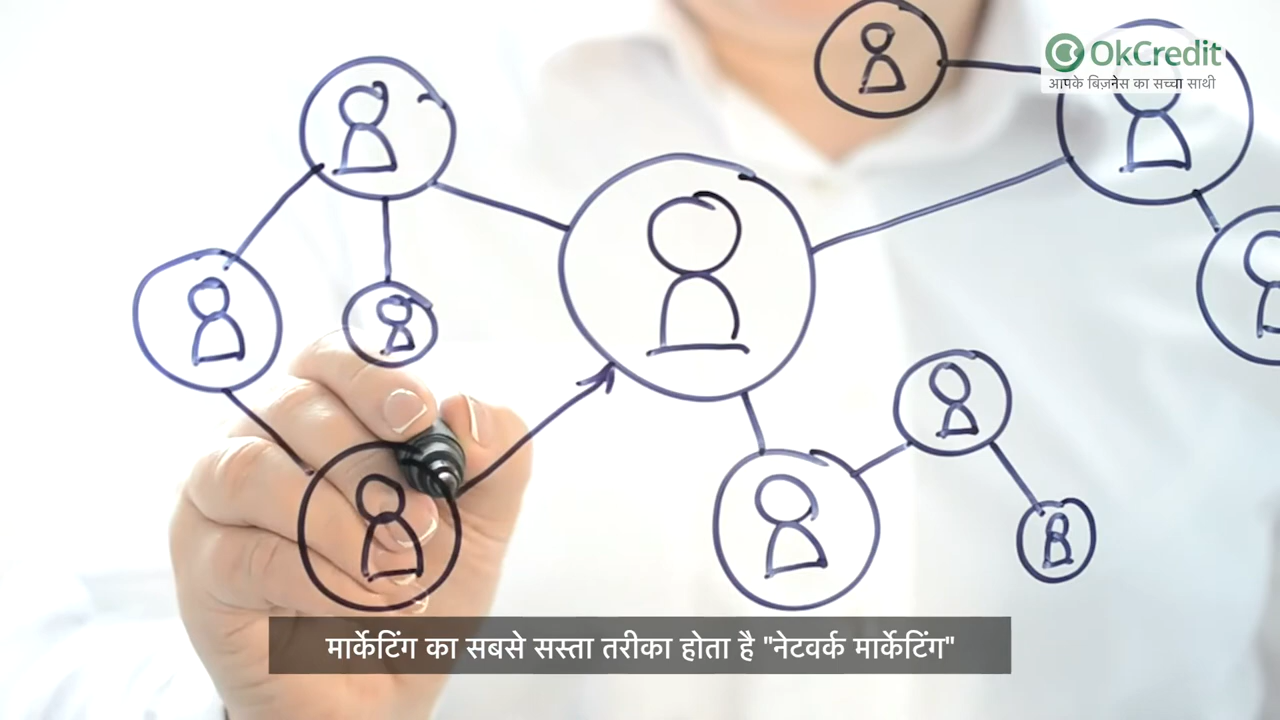 OkCredit
आपके बिज़नेस का सच्चा साथी
मार्केटिंग का सबसे सस्ता तरीका होता है "नेटवर्क मार्केटिंग"